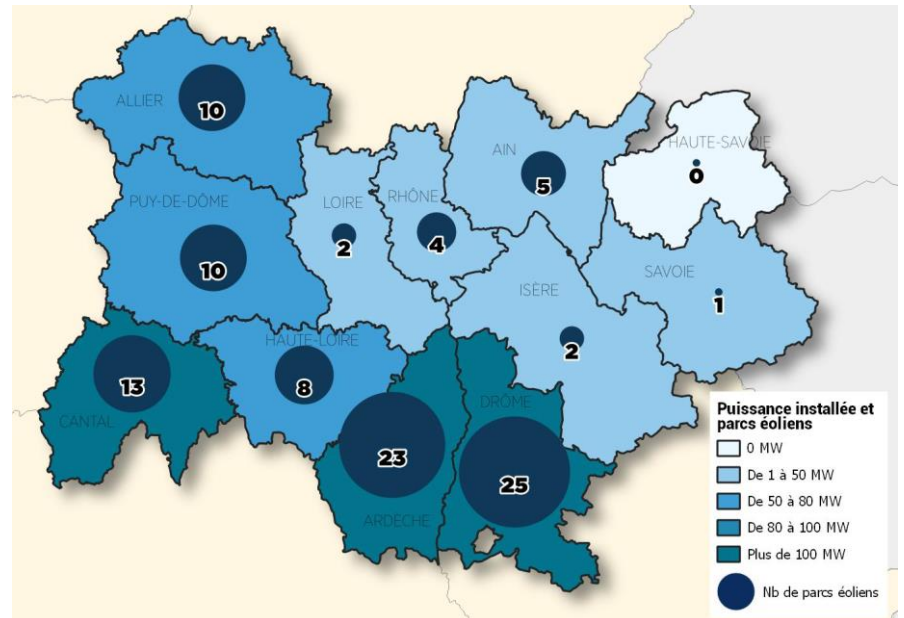 ALLIER
10
HAUTE-SAVOIE
0
AIN
5
PUY-DE-DÔME
10
LOIRE
2
RHÔNE
4
SAVOIE
1
ISÈRE
2
HAUTE-LOIRE
8
CANTAL
13
ARDÈCHE
23
DRÔME
25
Puissance installée et
parcs éoliens
0 MW
De 1 à 50 MW
De 50 à 80 MW
De 80 à 100 MW
Plus de 100 MW
Nb de parcs éoliens